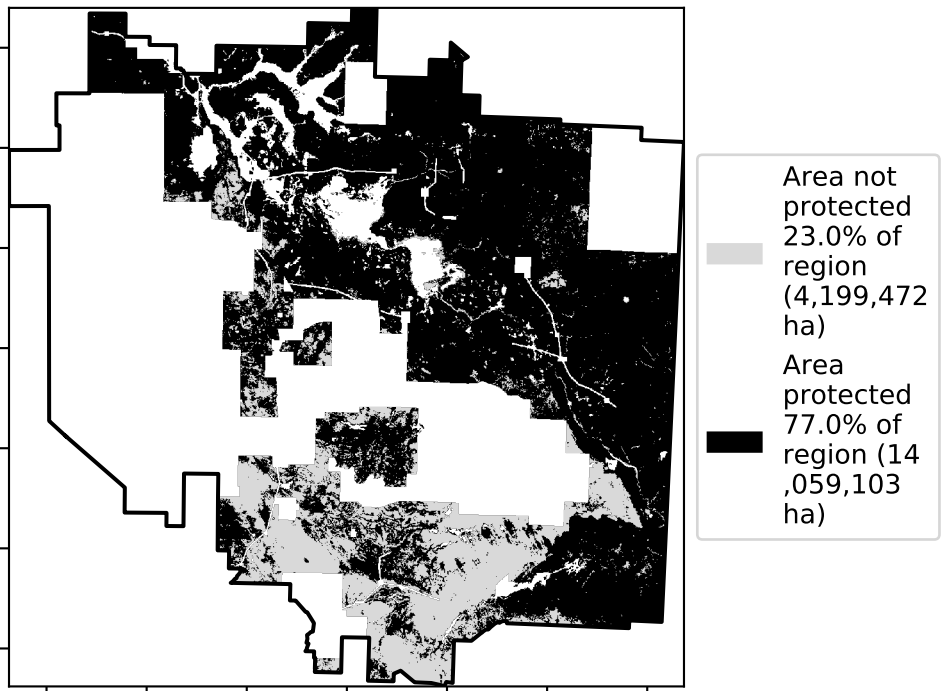 Area not
protected
23.0% of
region
(4,199,472
ha)
Area
protected
77.0% of
region (14
,059,103
ha)